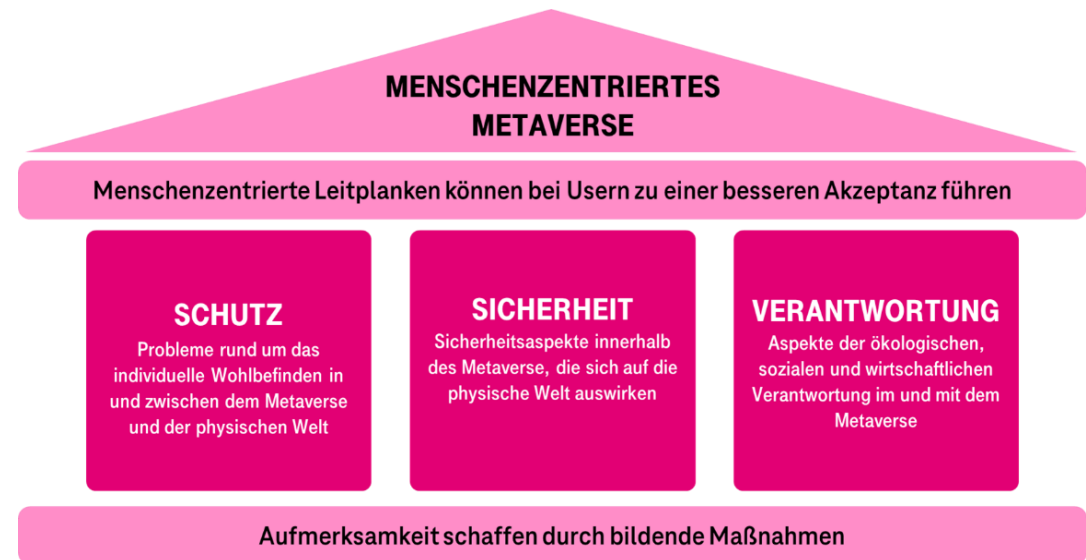 MENSCHENZENTRIERTES
METAVERSE
Menschenzentrierte Leitplanken können bei Usern zu einer besseren Akzeptanz führen
SCHUTZ
Probleme rund um das
individuelle Wohlbefinden in
und zwischen dem Metaverse
und der physischen Welt
SICHERHEIT
Sicherheitsaspekte innerhalb
des Metaverse, die sich auf die
physische Welt auswirken
VERANTWORTUNG
Aspekte der ökologischen,
sozialen und wirtschaftlichen
Verantwortung im und mit dem
Metaverse
Aufmerksamkeit schaffen durch bildende Maßnahmen